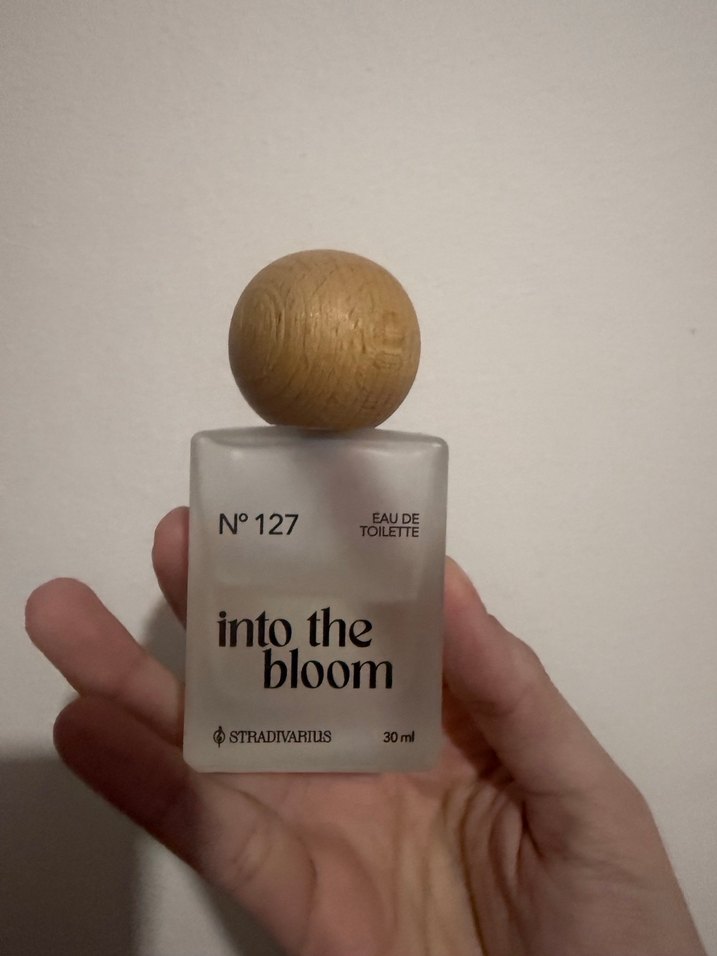 Nº 127
EAU DE
TOILETTE
into the
bloom
STRADIVARIUS
30 ml